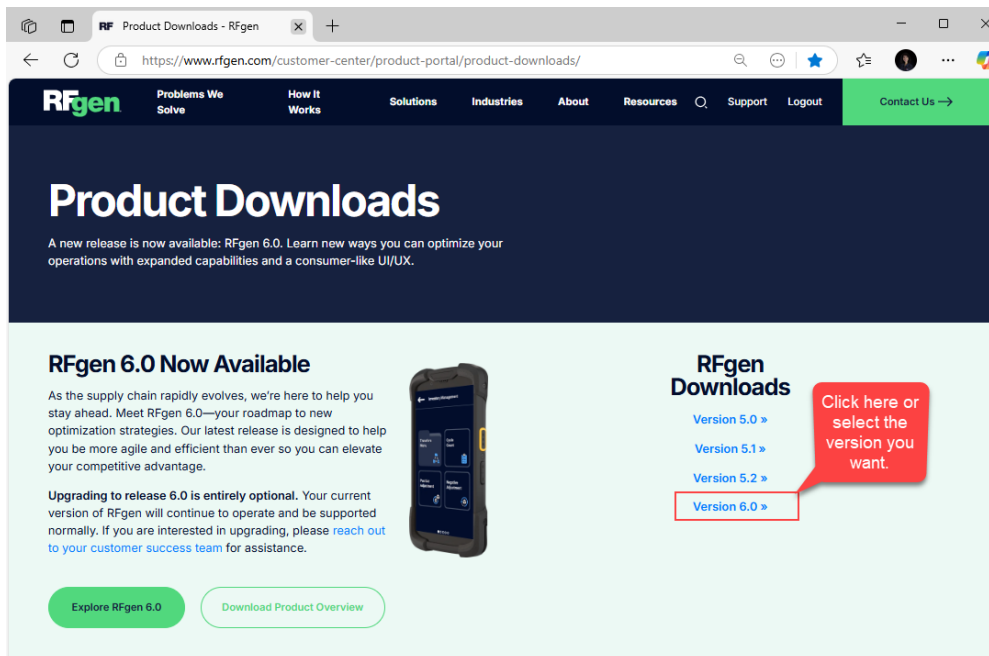 RF Product Downloads - RFgen
https://www.rfgen.com/customer-center/product-portal/product-downloads/
RFgen
Problems We
Solve
How It
Works
Solutions
Industries
About
Resources
Support
Logout
Contact Us →
Product Downloads
A new release is now available: RFgen 6.0. Learn new ways you can optimize your
operations with expanded capabilities and a consumer-like UI/UX.
RFgen 6.0 Now Available
As the supply chain rapidly evolves, we're here to help you
stay ahead. Meet RFgen 6.0—your roadmap to new
optimization strategies. Our latest release is designed to help
you be more agile and efficient than ever so you can elevate
your competitive advantage.
Upgrading to release 6.0 is entirely optional. Your current
version of RFgen will continue to operate and be supported
normally. If you are interested in upgrading, please reach out
to your customer success team for assistance.
Explore RFgen 6.0
Download Product Overview
Inventory Management
RFgen
Downloads
Version 5.0 »
Version 5.1 »
Version 5.2 »
Version 6.0 »
Click here or
select the
version you
want.